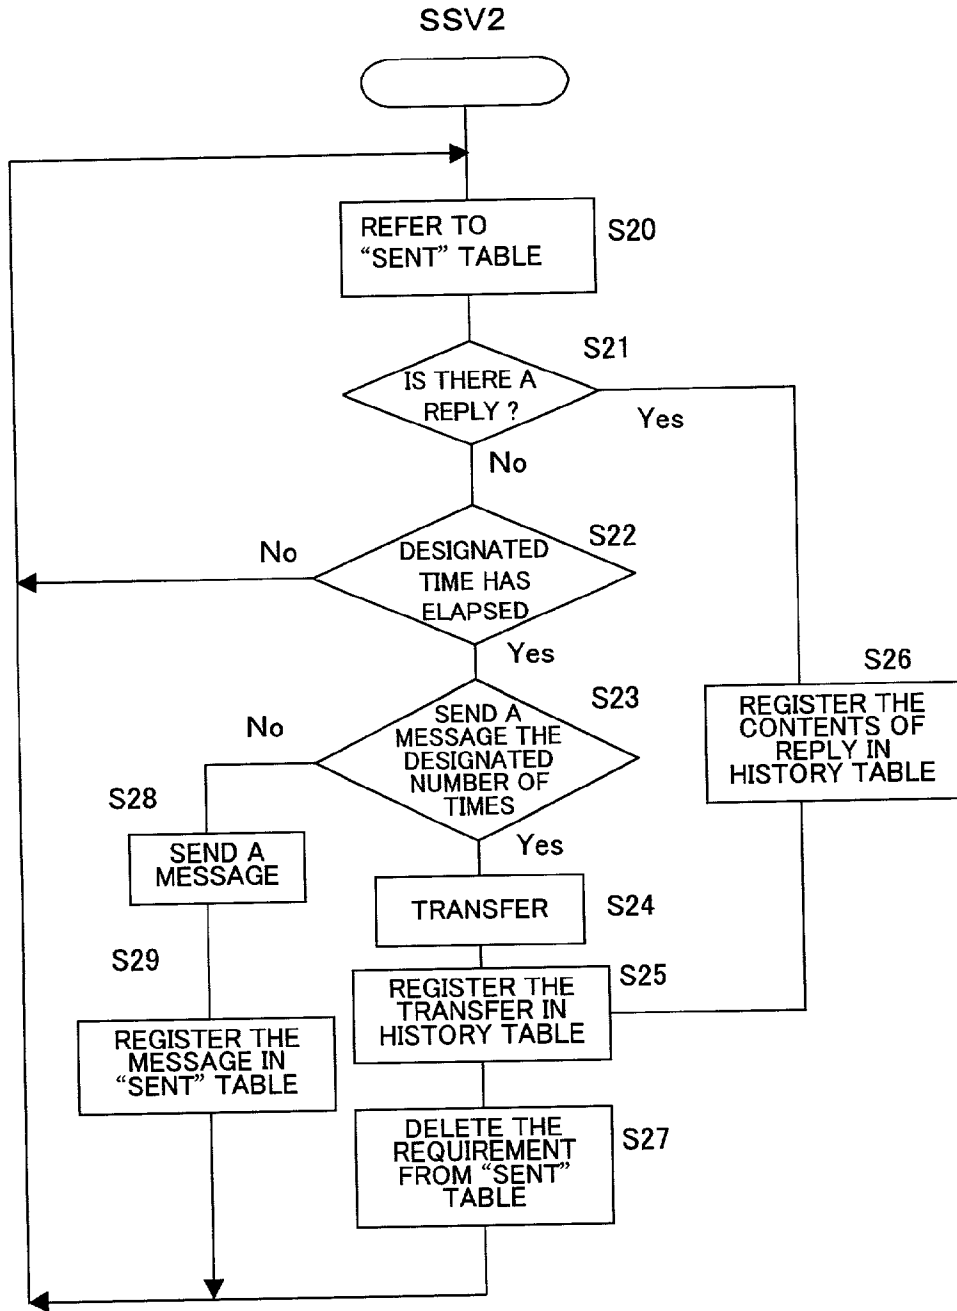 SSV2
REFER TO
“SENT” TABLE
S20
S21
IS THERE A
REPLY ?
Yes
No
S22
No
DESIGNATED
TIME HAS
ELAPSED
Yes
S26
REGISTER THE
CONTENTS OF
REPLY IN
HISTORY TABLE
S23
No
SEND A
MESSAGE THE
DESIGNATED
NUMBER OF
TIMES
Yes
S28
SEND A
MESSAGE
TRANSFER
S24
S29
REGISTER THE
MESSAGE IN
“SENT” TABLE
S25
REGISTER THE
TRANSFER IN
HISTORY TABLE
DELETE THE
REQUIREMENT
FROM “SENT”
TABLE
S27